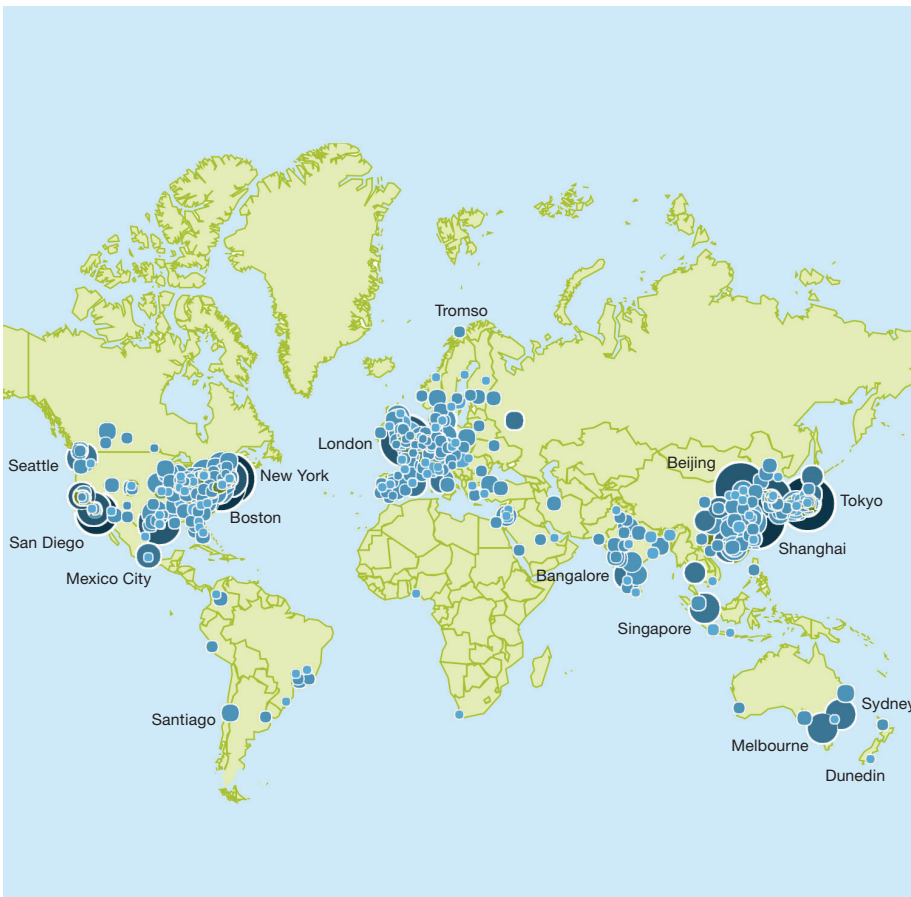 Tromso
London
Seattle
New York
Beijing
Tokyo
Boston
San Diego
Shanghai
Mexico City
Bangalore
Singapore
Santiago
Sydney
Melbourne
Dunedin